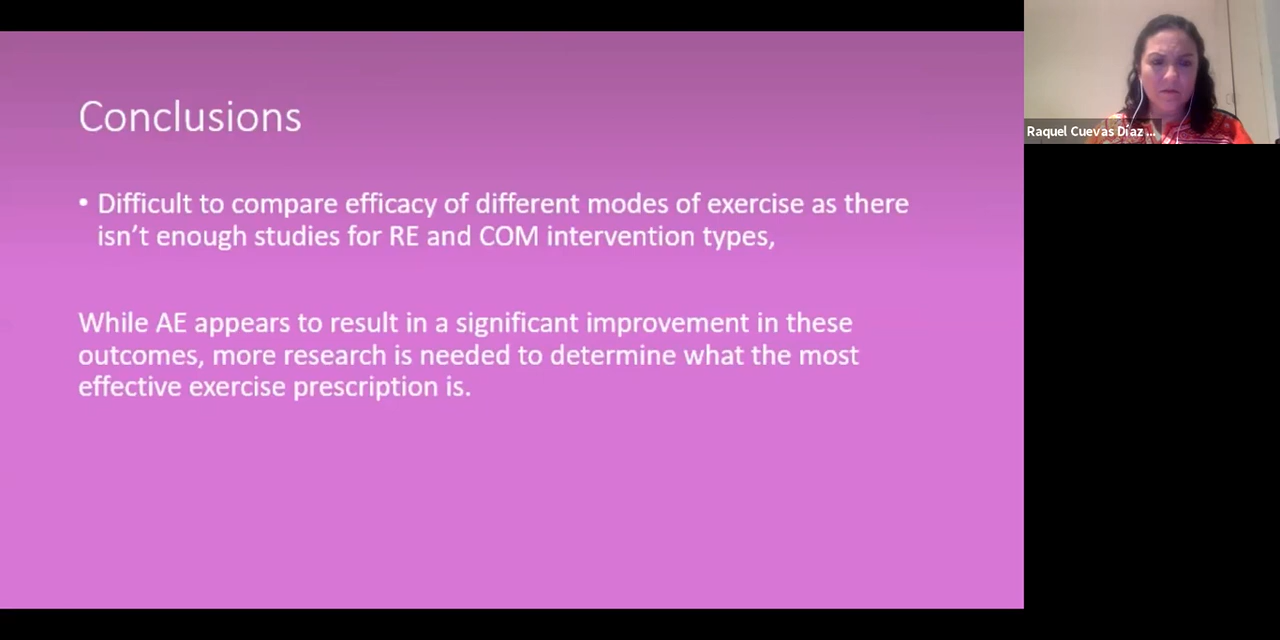 Conclusions
• Difficult to compare efficacy of different modes of exercise as there
isn't enough studies for RE and COM intervention types,
While AE appears to result in a significant improvement in these
outcomes, more research is needed to determine what the most
effective exercise prescription is.
Raquel Cuevas Díaz ...